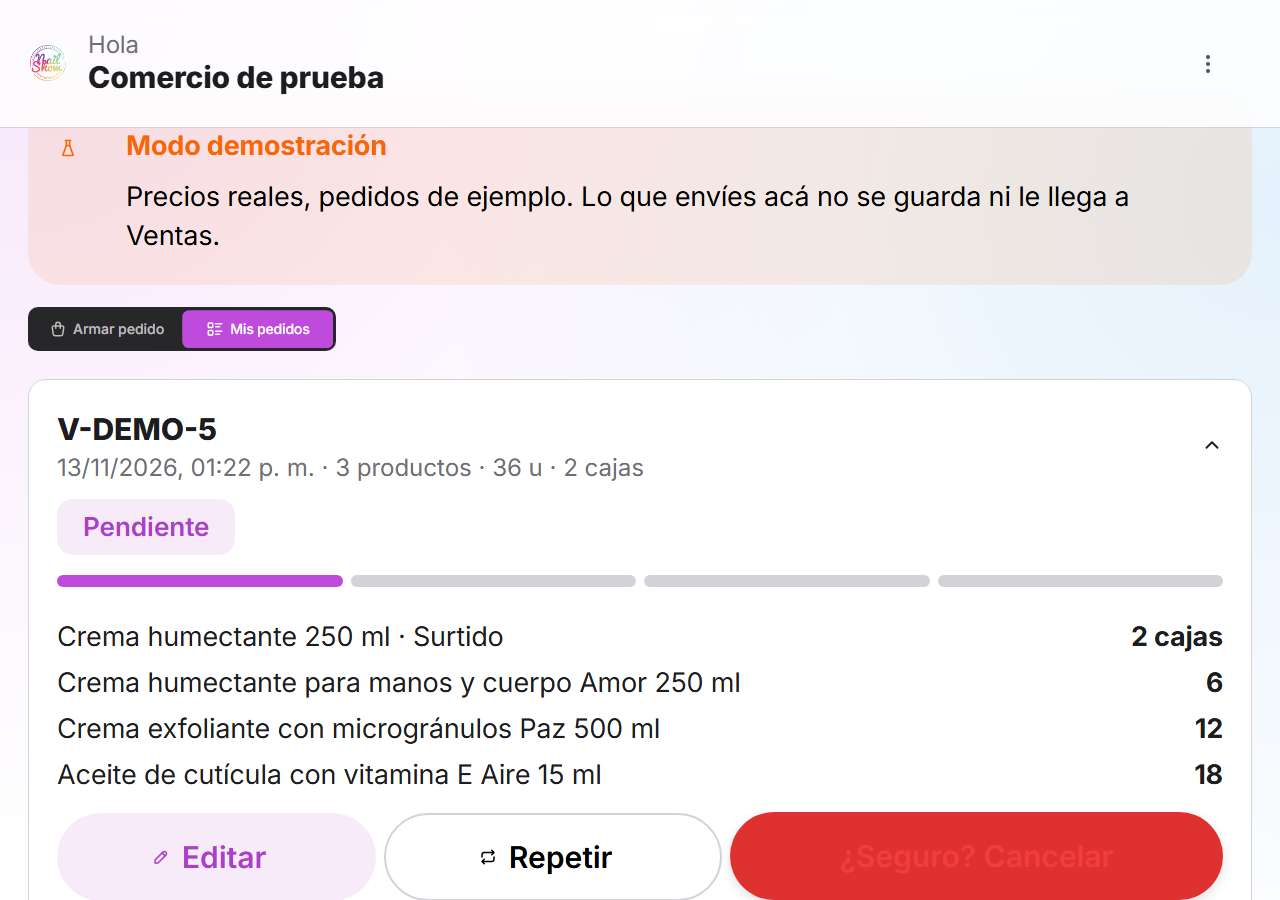 Nail
Show
Hola
Comercio de prueba
Modo demostración
Precios reales, pedidos de ejemplo. Lo que envíes acá no se guarda ni le llega a
Ventas.
Armar pedido
Mis pedidos
V-DEMO-5
13/11/2026, 01:22 p. m. · 3 productos · 36 u · 2 cajas
Pendiente
Crema humectante 250 ml · Surtido 2 cajas
Crema humectante para manos y cuerpo Amor 250 ml 6
Crema exfoliante con microgránulos Paz 500 ml 12
Aceite de cutícula con vitamina E Aire 15 ml 18
Editar
Repetir
¿Seguro? Cancelar